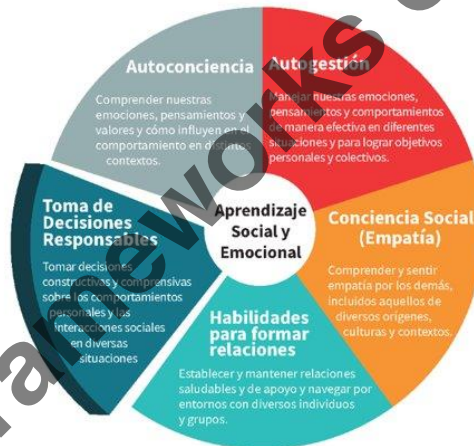 Autoconciencia
Comprender nuestras
emociones, pensamientos y
valores y cómo influyen en el
comportamiento en distintos
contextos.
Autogestión
Manejar nuestras emociones,
pensamientos y comportamientos
de manera efectiva en diferentes
situaciones y para lograr objetivos
personales y colectivos.
Conciencia Social
(Empatía)
Comprender y sentir
empatía por los demás,
incluidos aquellos de
diversos orígenes,
culturas y contextos.
Habilidades
para formar
relaciones
Establecer y mantener relaciones
saludables y de apoyo y navegar por
entornos con diversos individuos
y grupos.
Toma de
Decisiones
Responsables
Tomar decisiones
constructivas y comprensivas
sobre los comportamientos
personales y las
interacciones sociales
en diversas
situaciones
Aprendizaje
Social y
Emocional